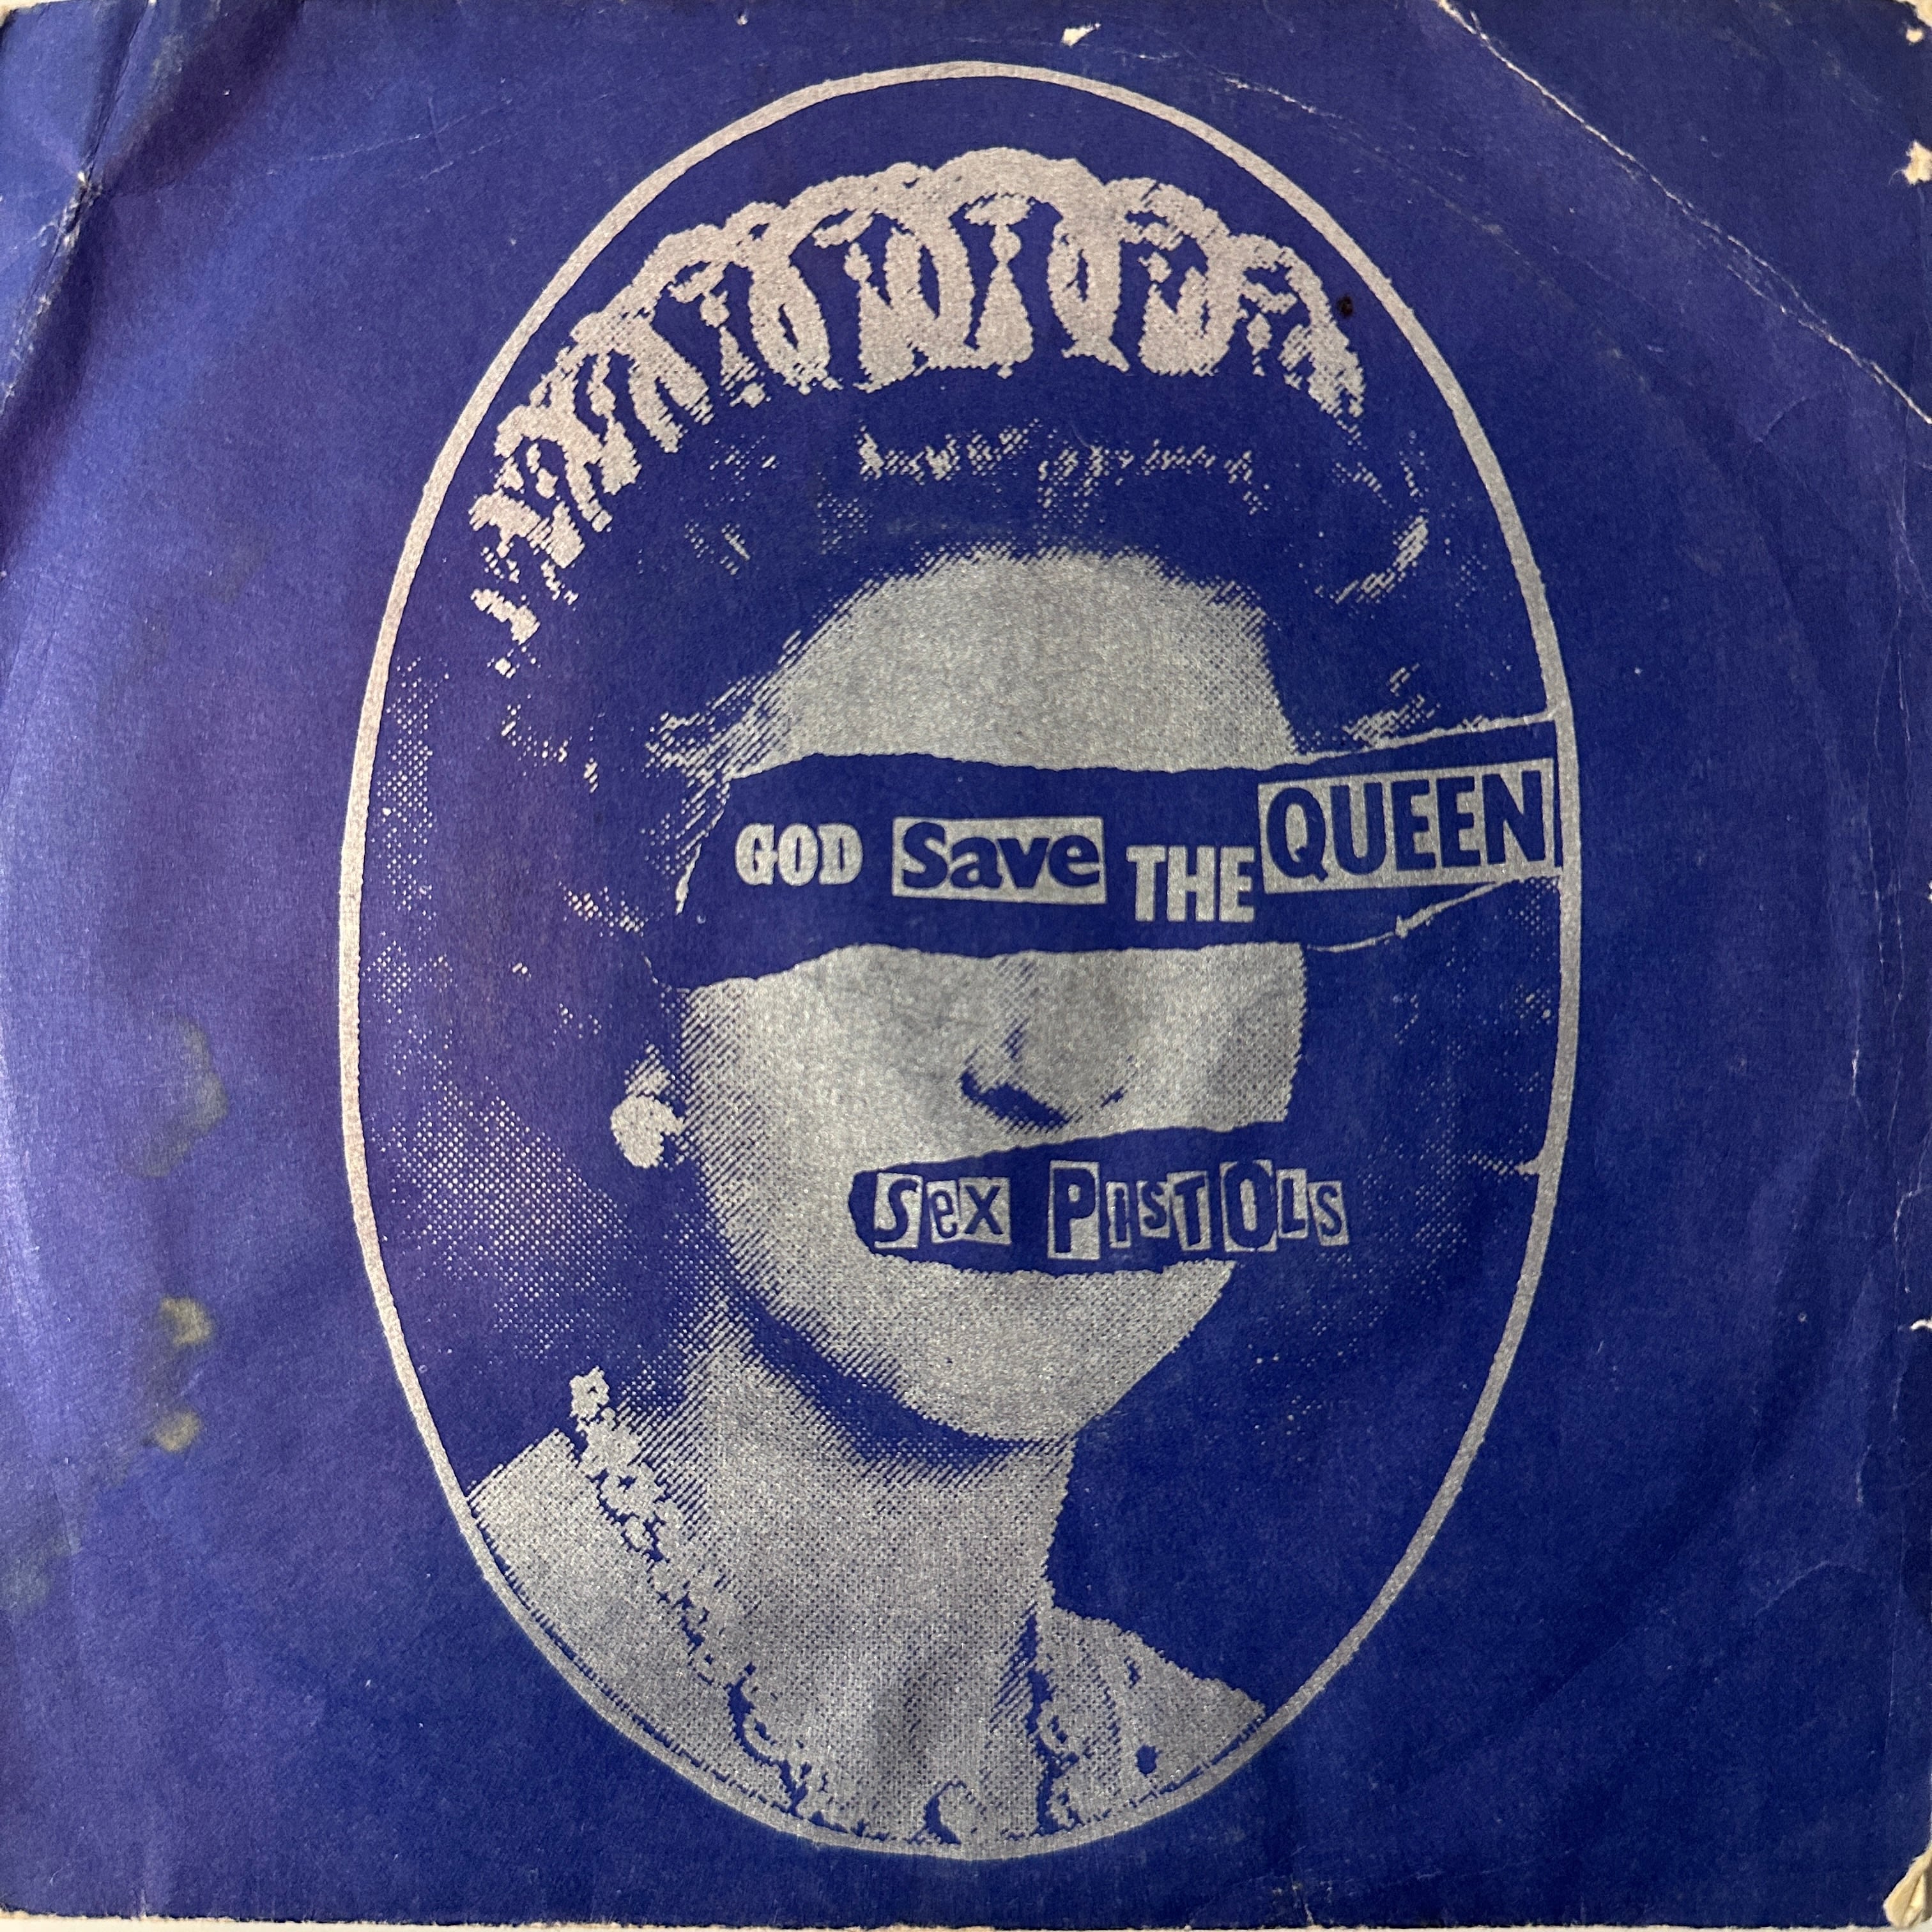 GOD Save THE QUEEN
Sex PISTOLS